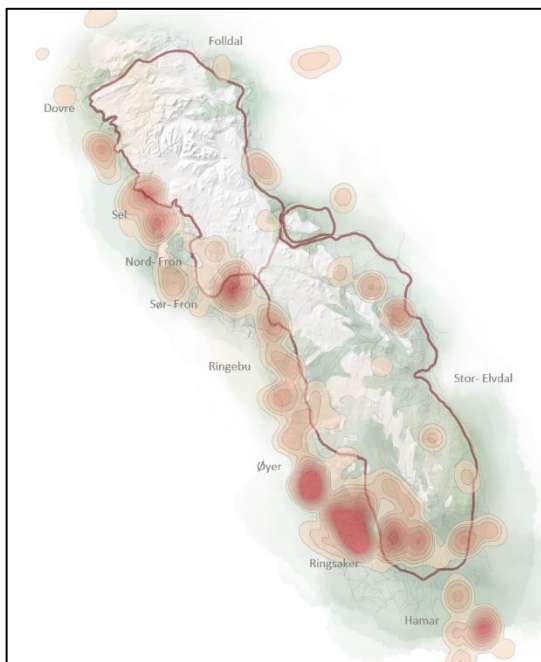 Folldal
Dovre
Sel
Nord- Fron
Sør- Fron
Ringebu
Stor- Elvdal
Øyer
Ringsaker
Hamar